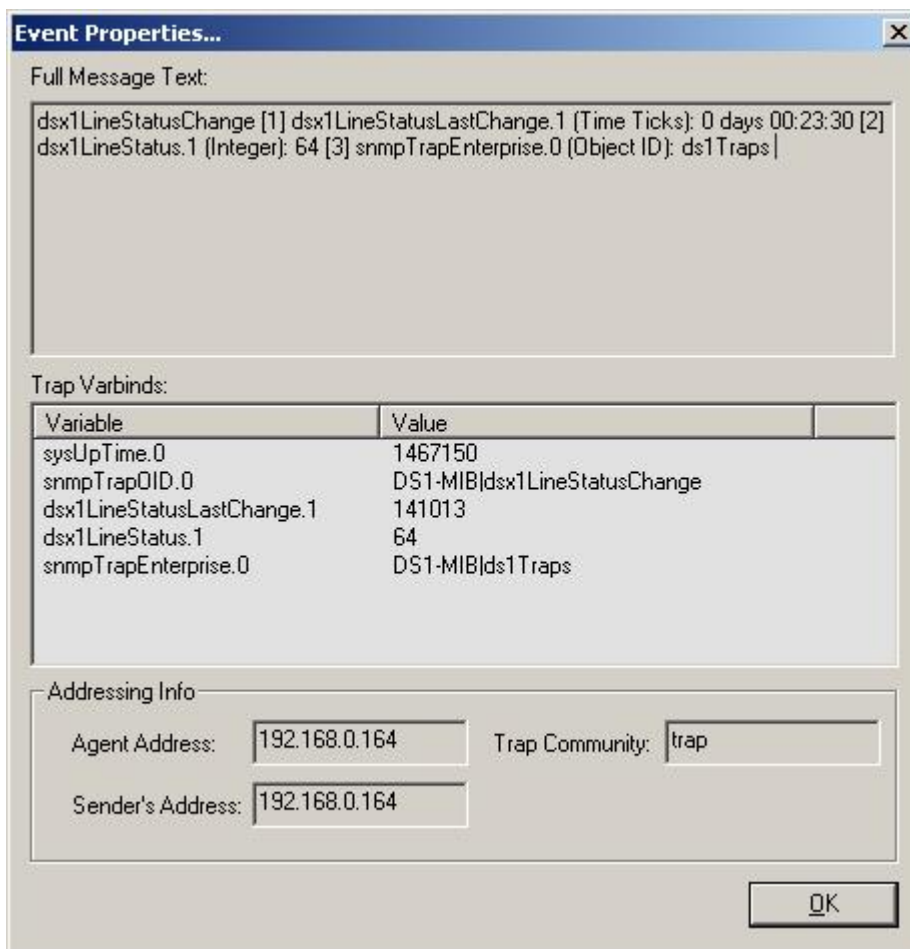 Event Properties...
Full Message Text:
dsx1LineStatusChange [1] dsx1LineStatusLastChange.1 (Time Ticks): 0 days 00:23:30 [2]
dsx1LineStatus.1 (Integer): 64 [3] snmpTrapEnterprise.0 (Object ID): ds1Traps
Trap Varbinds:
Variable Value
sysUpTime.0 1467150
snmpTrapOID.0 DS1-MIB|dsx1LineStatusChange
dsx1LineStatusLastChange.1 141013
dsx1LineStatus.1 64
snmpTrapEnterprise.0 DS1-MIB|ds1Traps
Addressing Info
Agent Address: 192.168.0.164 Trap Community: trap
Sender's Address: 192.168.0.164
OK